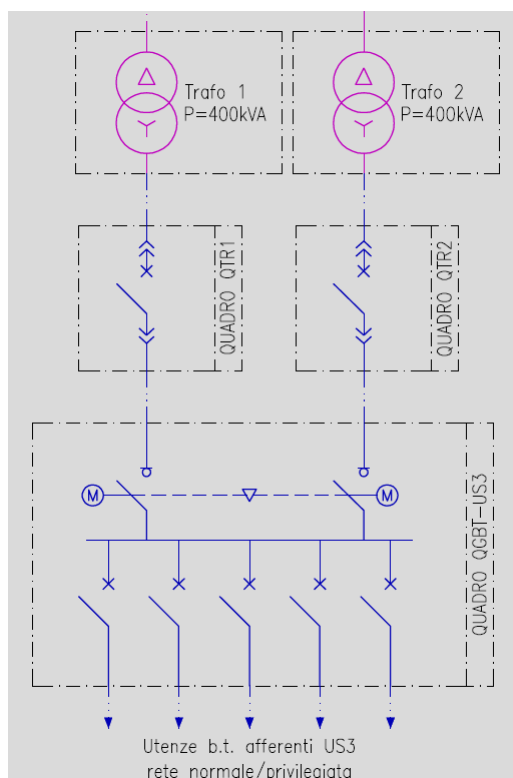 Trafo 1
P=400kVA
Trafo 2
P=400kVA
QUADRO QTR1
QUADRO QTR2
M
M
QUADRO QGBT-US3
Utenze b.t. afferenti US3
rete normale/privilegiata